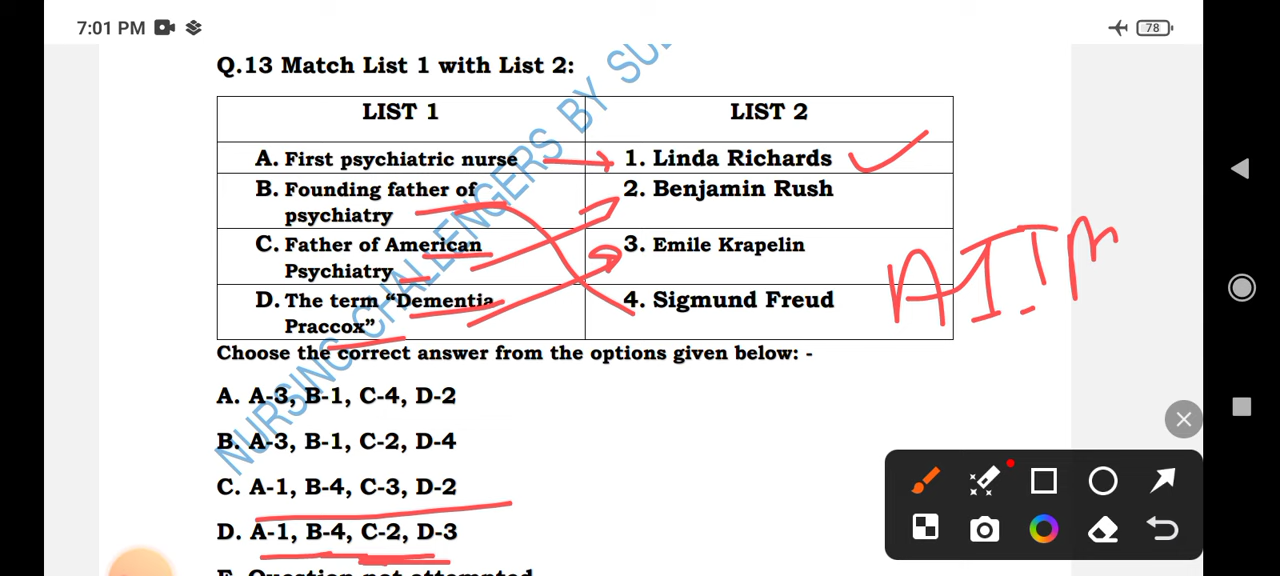 7:01 PM
78
Q.13 Match List 1 with List 2:
LIST 1 LIST 2
A. First psychiatric nurse 1. Linda Richards
B. Founding father of psychiatry 2. Benjamin Rush
C. Father of American Psychiatry 3. Emile Krapelin
D. The term “Dementia Praccox” 4. Sigmund Freud
Choose the correct answer from the options given below: -
A. A-3, B-1, C-4, D-2
B. A-3, B-1, C-2, D-4
C. A-1, B-4, C-3, D-2
D. A-1, B-4, C-2, D-3
E. Question not attempted
NURSING CHALLENGERS BY